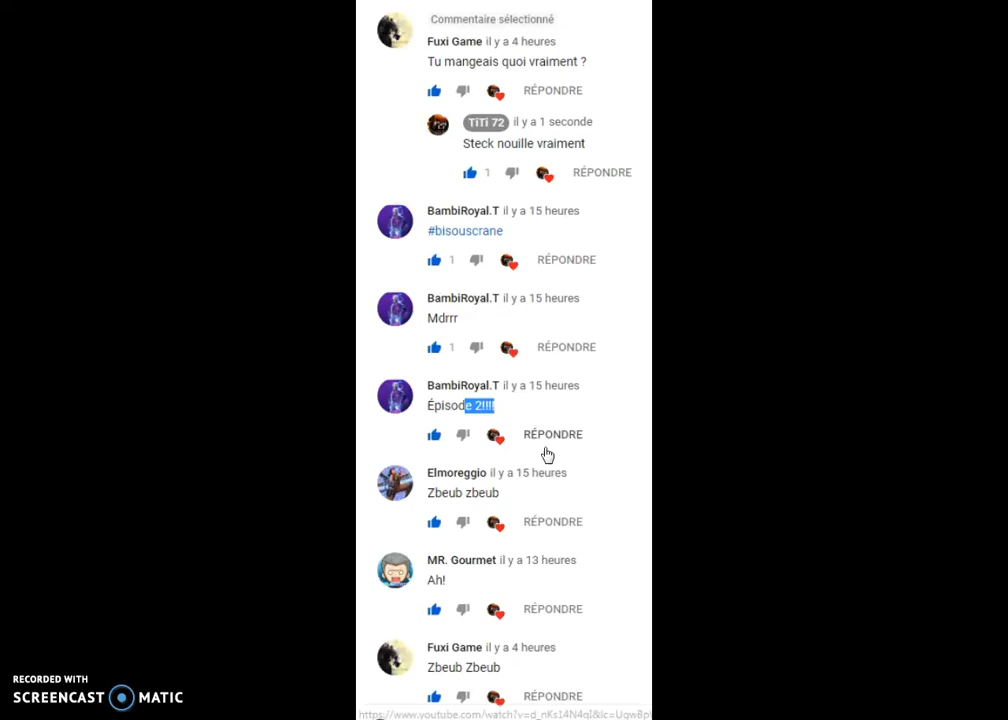 Commentaire sélectionné
Fuxi Game il y a 4 heures
Tu mangeais quoi vraiment ?
RÉPONDRE
TiTi 72 il y a 1 seconde
Steck nouille vraiment
1 RÉPONDRE
BambiRoyal.T il y a 15 heures
#bisouscrane
1 RÉPONDRE
BambiRoyal.T il y a 15 heures
Mdrrr
1 RÉPONDRE
BambiRoyal.T il y a 15 heures
Épisode 2!!!!
RÉPONDRE
Elmoreggio il y a 15 heures
Zbeub zbeub
RÉPONDRE
MR. Gourmet il y a 13 heures
Ah!
RÉPONDRE
Fuxi Game il y a 4 heures
Zbeub Zbeub
RÉPONDRE
RECORDED WITH
SCREENCAST MATIC